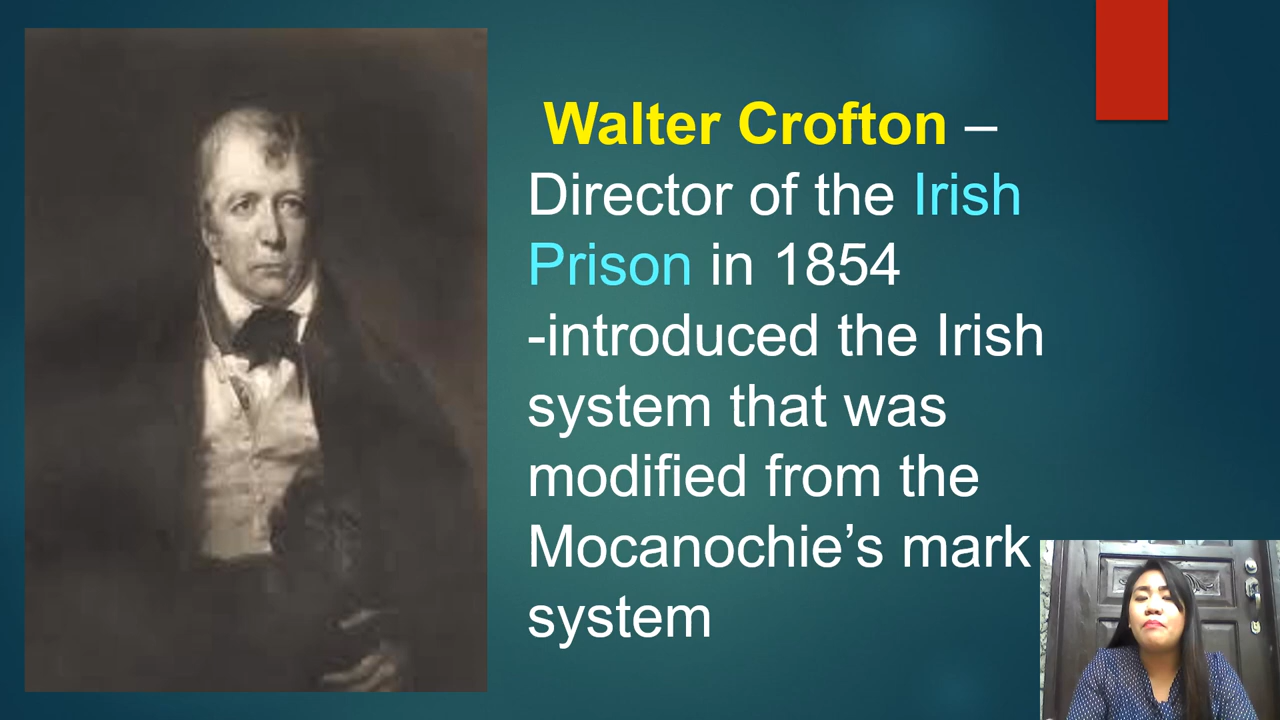 Walter Crofton –
Director of the Irish
Prison in 1854
-introduced the Irish
system that was
modified from the
Mocanochie’s mark
system